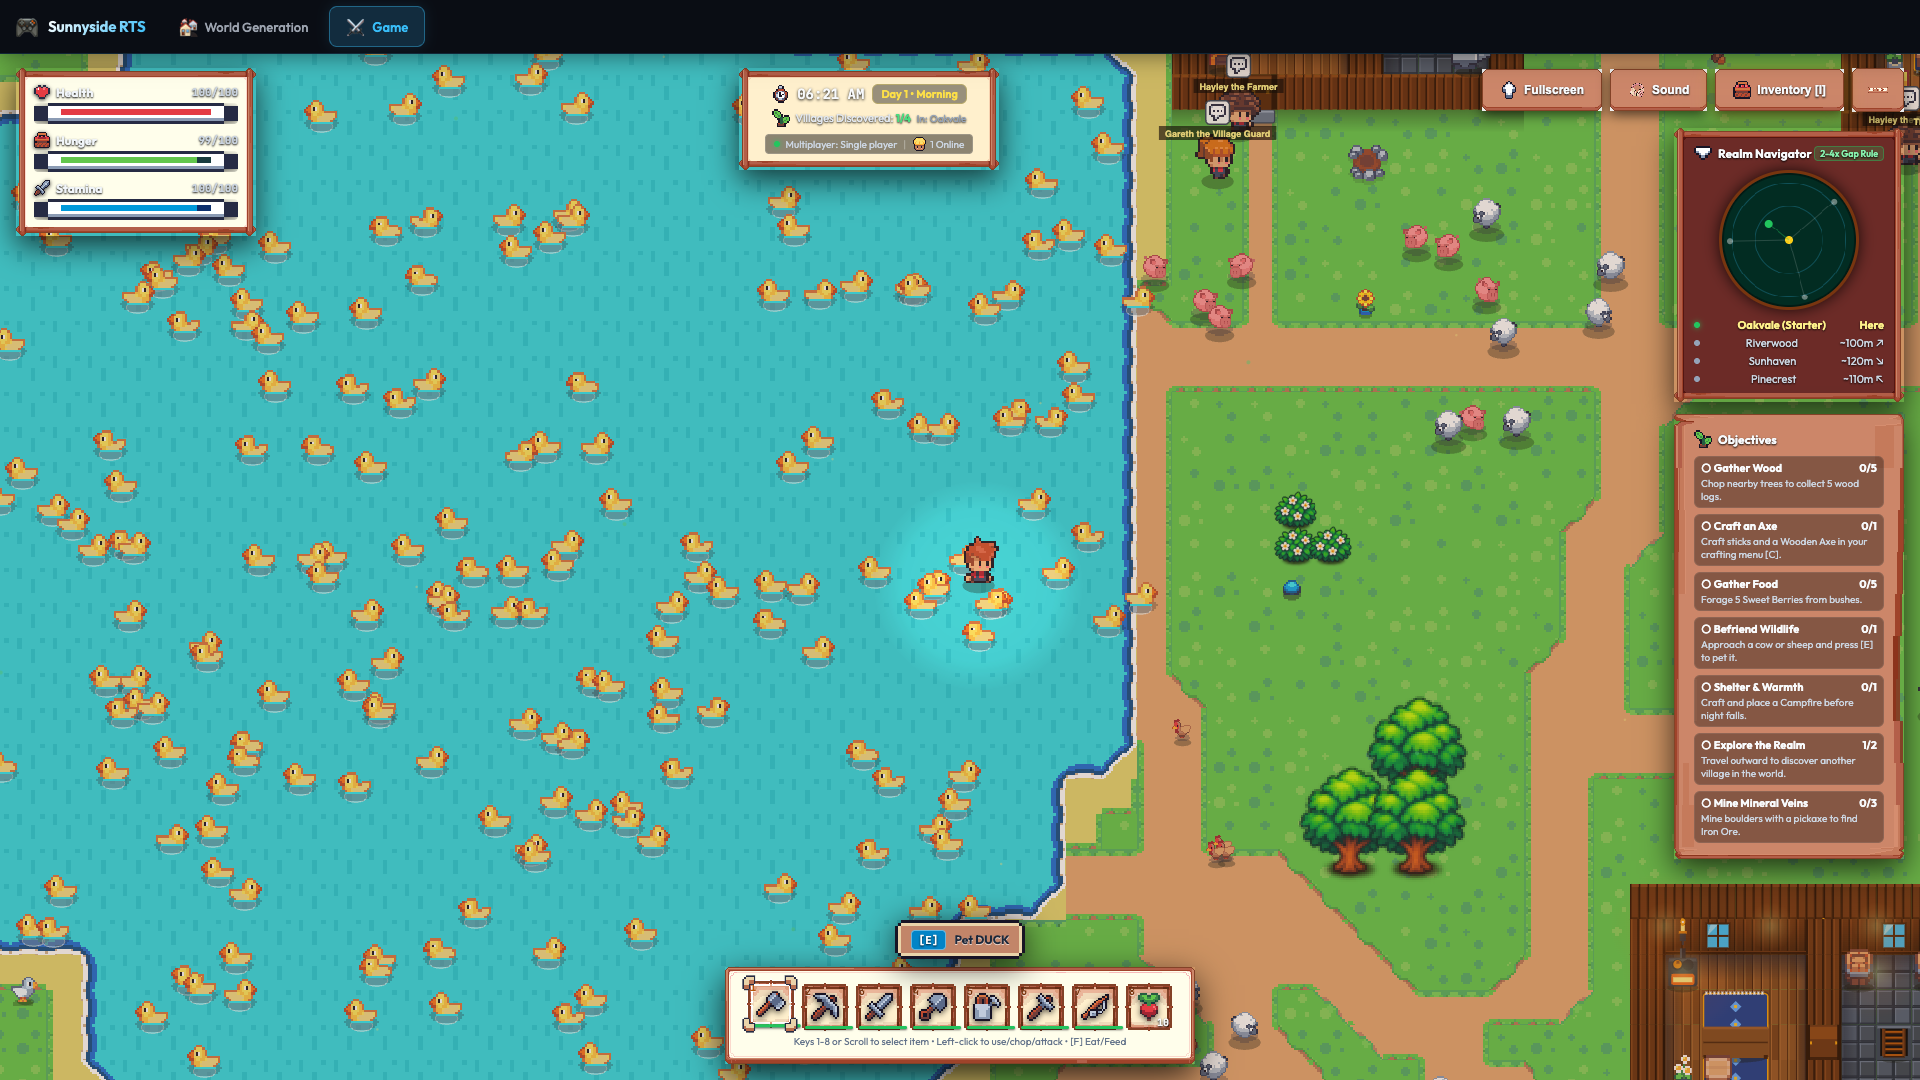 Sunnyside RTS
World Generation
Game
Health 100/100
Hunger 99/100
Stamina 100/100
06:21 AM Day 1 • Morning
Villages Discovered: 1/4 In: Oakvale
Multiplayer: Single player | 1 Online
Hayley the Farmer
Gareth the Village Guard
Fullscreen
Sound
Inventory [I]
Hayley the
Realm Navigator 2-4x Gap Rule
Oakvale (Starter) Here
Riverwood ~100m ↗
Sunhaven ~120m ↘
Pinecrest ~110m ↖
Objectives
Gather Wood 0/5
Chop nearby trees to collect 5 wood
logs.
Craft an Axe 0/1
Craft sticks and a Wooden Axe in your
crafting menu [C].
Gather Food 0/5
Forage 5 Sweet Berries from bushes.
Befriend Wildlife 0/1
Approach a cow or sheep and press [E]
to pet it.
Shelter & Warmth 0/1
Craft and place a Campfire before
night falls.
Explore the Realm 1/2
Travel outward to discover another
village in the world.
Mine Mineral Veins 0/3
Mine boulders with a pickaxe to find
Iron Ore.
[E] Pet DUCK
10
Keys 1-8 or Scroll to select item • Left-click to use/chop/attack • [F] Eat/Feed